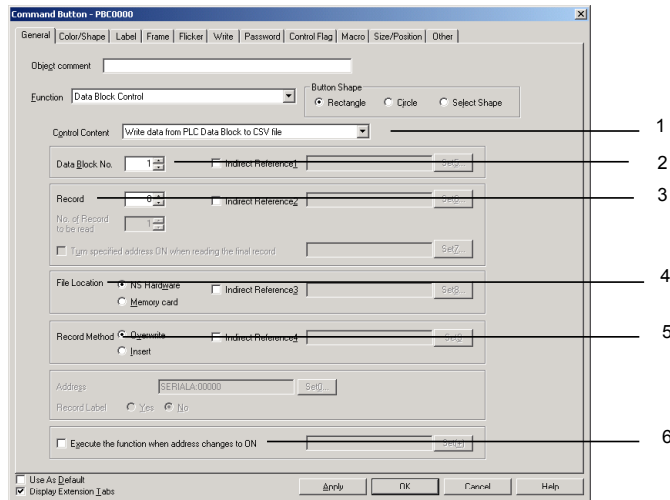 Command Button - PBC0000
General Color/Shape Label Frame Flicker Write Password Control Flag Macro Size/Position Other
Object comment
Function Data Block Control
Button Shape
Rectangle Circle Select Shape
Control Content Write data from PLC Data Block to CSV file 1
Data Block No. 1 Indirect Reference1 Set5... 2
Record 0 Indirect Reference2 Set6... 3
No. of Record
to be read 1
Turn specified address ON when reading the final record Set7...
File Location NS Hardware Indirect Reference3 Set8... 4
Memory card
Record Method Overwrite Indirect Reference4 Set9... 5
Insert
Address SERIALA:00000 Set0...
Record Label Yes No
Execute the function when address changes to ON 6
Use As Default
Display Extension Tabs
Apply OK Cancel Help